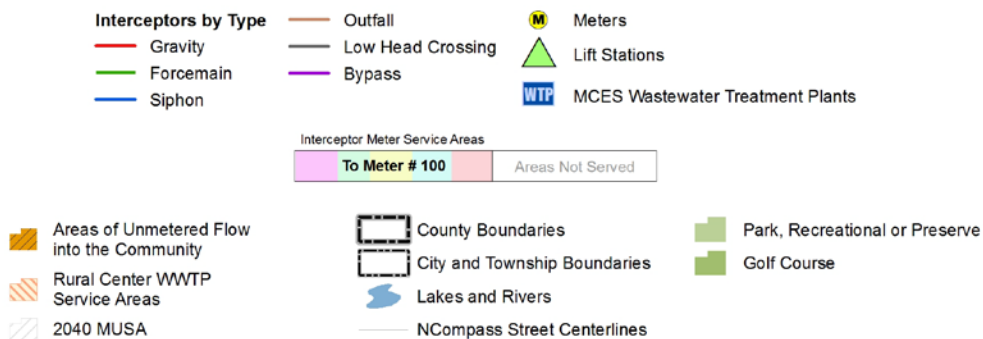 Interceptors by Type
Gravity
Forcemain
Siphon
Outfall
Low Head Crossing
Bypass
M Meters
Lift Stations
WTP MCES Wastewater Treatment Plants
Interceptor Meter Service Areas
To Meter # 100
Areas Not Served
Areas of Unmetered Flow
into the Community
Rural Center WWTP
Service Areas
2040 MUSA
County Boundaries
City and Township Boundaries
Lakes and Rivers
NCompass Street Centerlines
Park, Recreational or Preserve
Golf Course